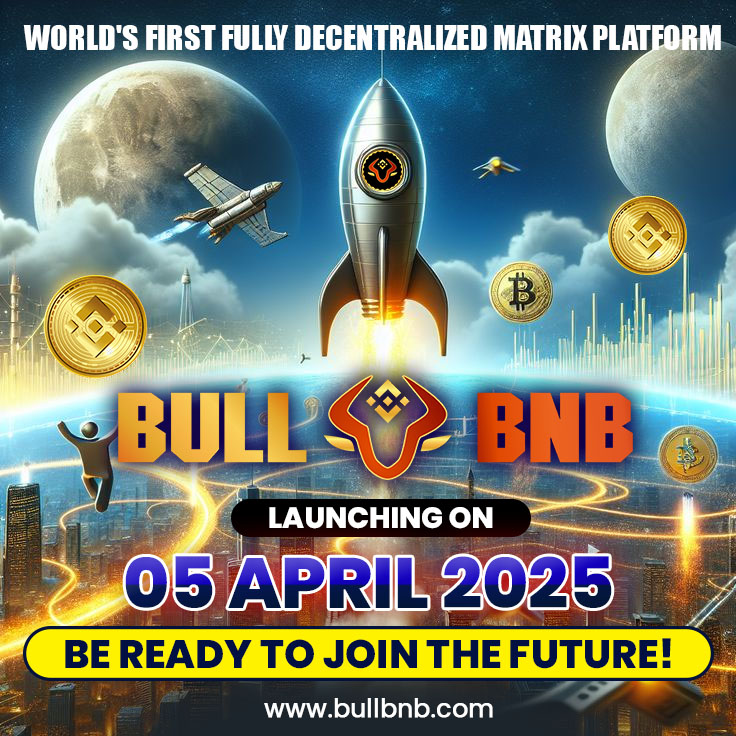 WORLD'S FIRST FULLY DECENTRALIZED MATRIX PLATFORM
BULL BNB
LAUNCHING ON
05 APRIL 2025
BE READY TO JOIN THE FUTURE!
www.bullbnb.com